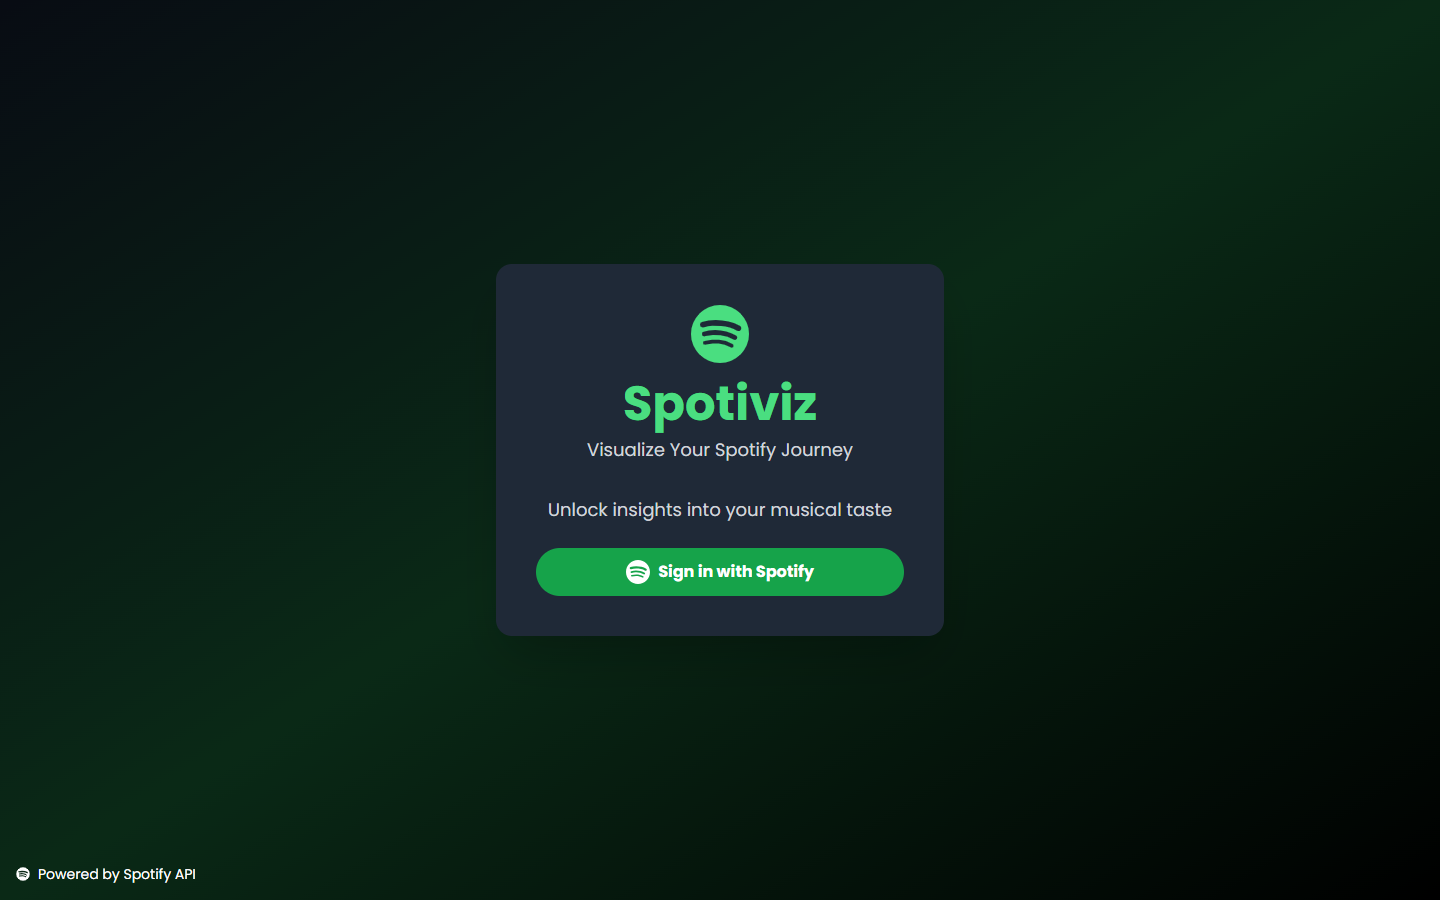 Spotiviz
Visualize Your Spotify Journey
Unlock insights into your musical taste
Sign in with Spotify
Powered by Spotify API